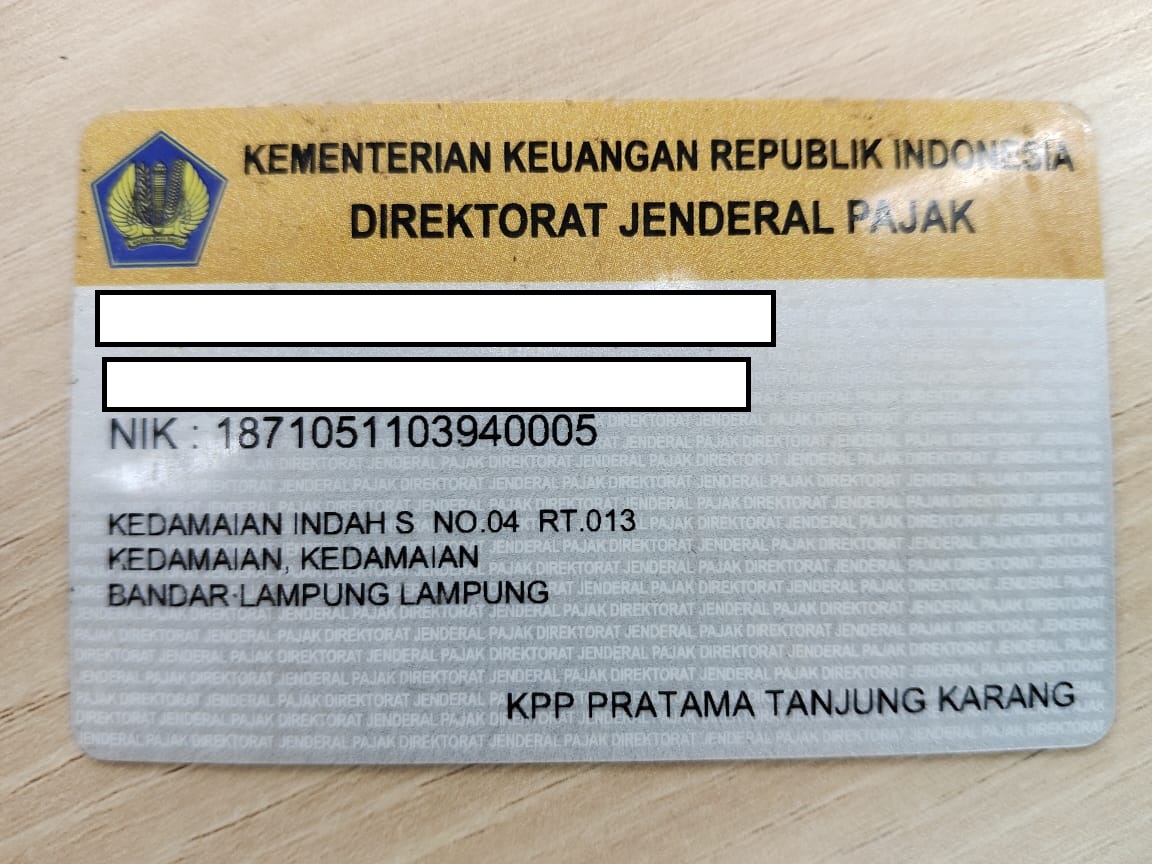 KEMENTERIAN KEUANGAN REPUBLIK INDONESIA
DIREKTORAT JENDERAL PAJAK
NIK : 1871051103940005
KEDAMAIAN INDAH S NO.04 RT.013
KEDAMAIAN, KEDAMAIAN
BANDAR LAMPUNG LAMPUNG
KPP PRATAMA TANJUNG KARANG